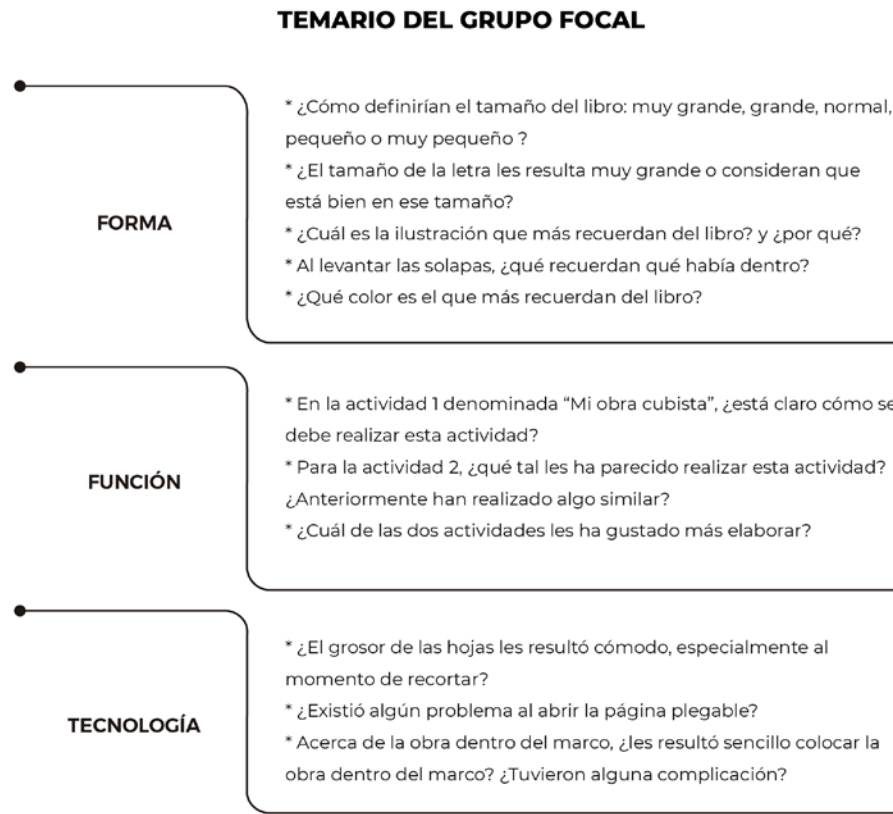 TEMARIO DEL GRUPO FOCAL
FORMA
* ¿Cómo definirían el tamaño del libro: muy grande, grande, normal,
pequeño o muy pequeño ?
* ¿El tamaño de la letra les resulta muy grande o consideran que
está bien en ese tamaño?
* ¿Cuál es la ilustración que más recuerdan del libro? y ¿por qué?
* Al levantar las solapas, ¿qué recuerdan qué había dentro?
* ¿Qué color es el que más recuerdan del libro?
FUNCIÓN
* En la actividad 1 denominada “Mi obra cubista”, ¿está claro cómo se
debe realizar esta actividad?
* Para la actividad 2, ¿qué tal les ha parecido realizar esta actividad?
¿Anteriormente han realizado algo similar?
* ¿Cuál de las dos actividades les ha gustado más elaborar?
TECNOLOGÍA
* ¿El grosor de las hojas les resultó cómodo, especialmente al
momento de recortar?
* ¿Existió algún problema al abrir la página plegable?
* Acerca de la obra dentro del marco, ¿les resultó sencillo colocar la
obra dentro del marco? ¿Tuvieron alguna complicación?